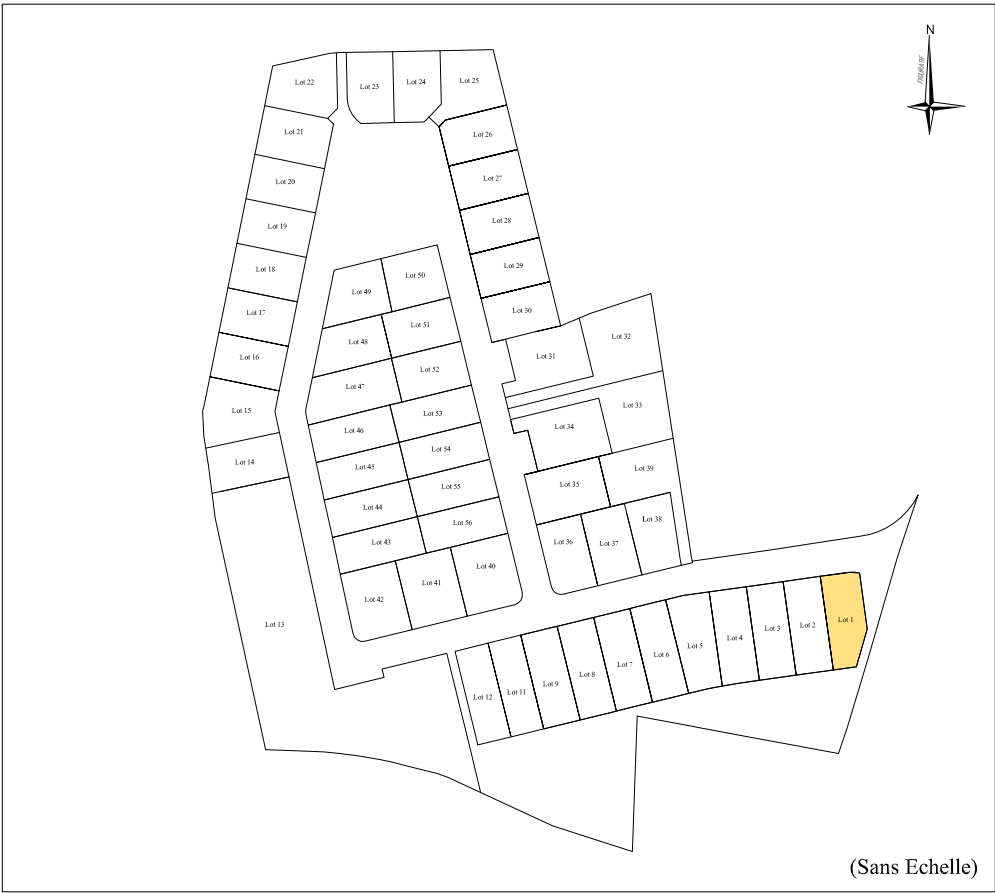 N
FIGURATIF
Lot 22
Lot 23
Lot 24
Lot 25
Lot 21
Lot 26
Lot 20
Lot 27
Lot 19
Lot 28
Lot 18
Lot 29
Lot 17
Lot 30
Lot 16
Lot 15
Lot 14
Lot 13
Lot 49
Lot 50
Lot 48
Lot 51
Lot 47
Lot 52
Lot 46
Lot 53
Lot 45
Lot 54
Lot 44
Lot 55
Lot 43
Lot 56
Lot 42
Lot 41
Lot 40
Lot 31
Lot 32
Lot 33
Lot 34
Lot 35
Lot 39
Lot 36
Lot 37
Lot 38
Lot 12
Lot 11
Lot 9
Lot 8
Lot 7
Lot 6
Lot 5
Lot 4
Lot 3
Lot 2
Lot 1
(Sans Echelle)